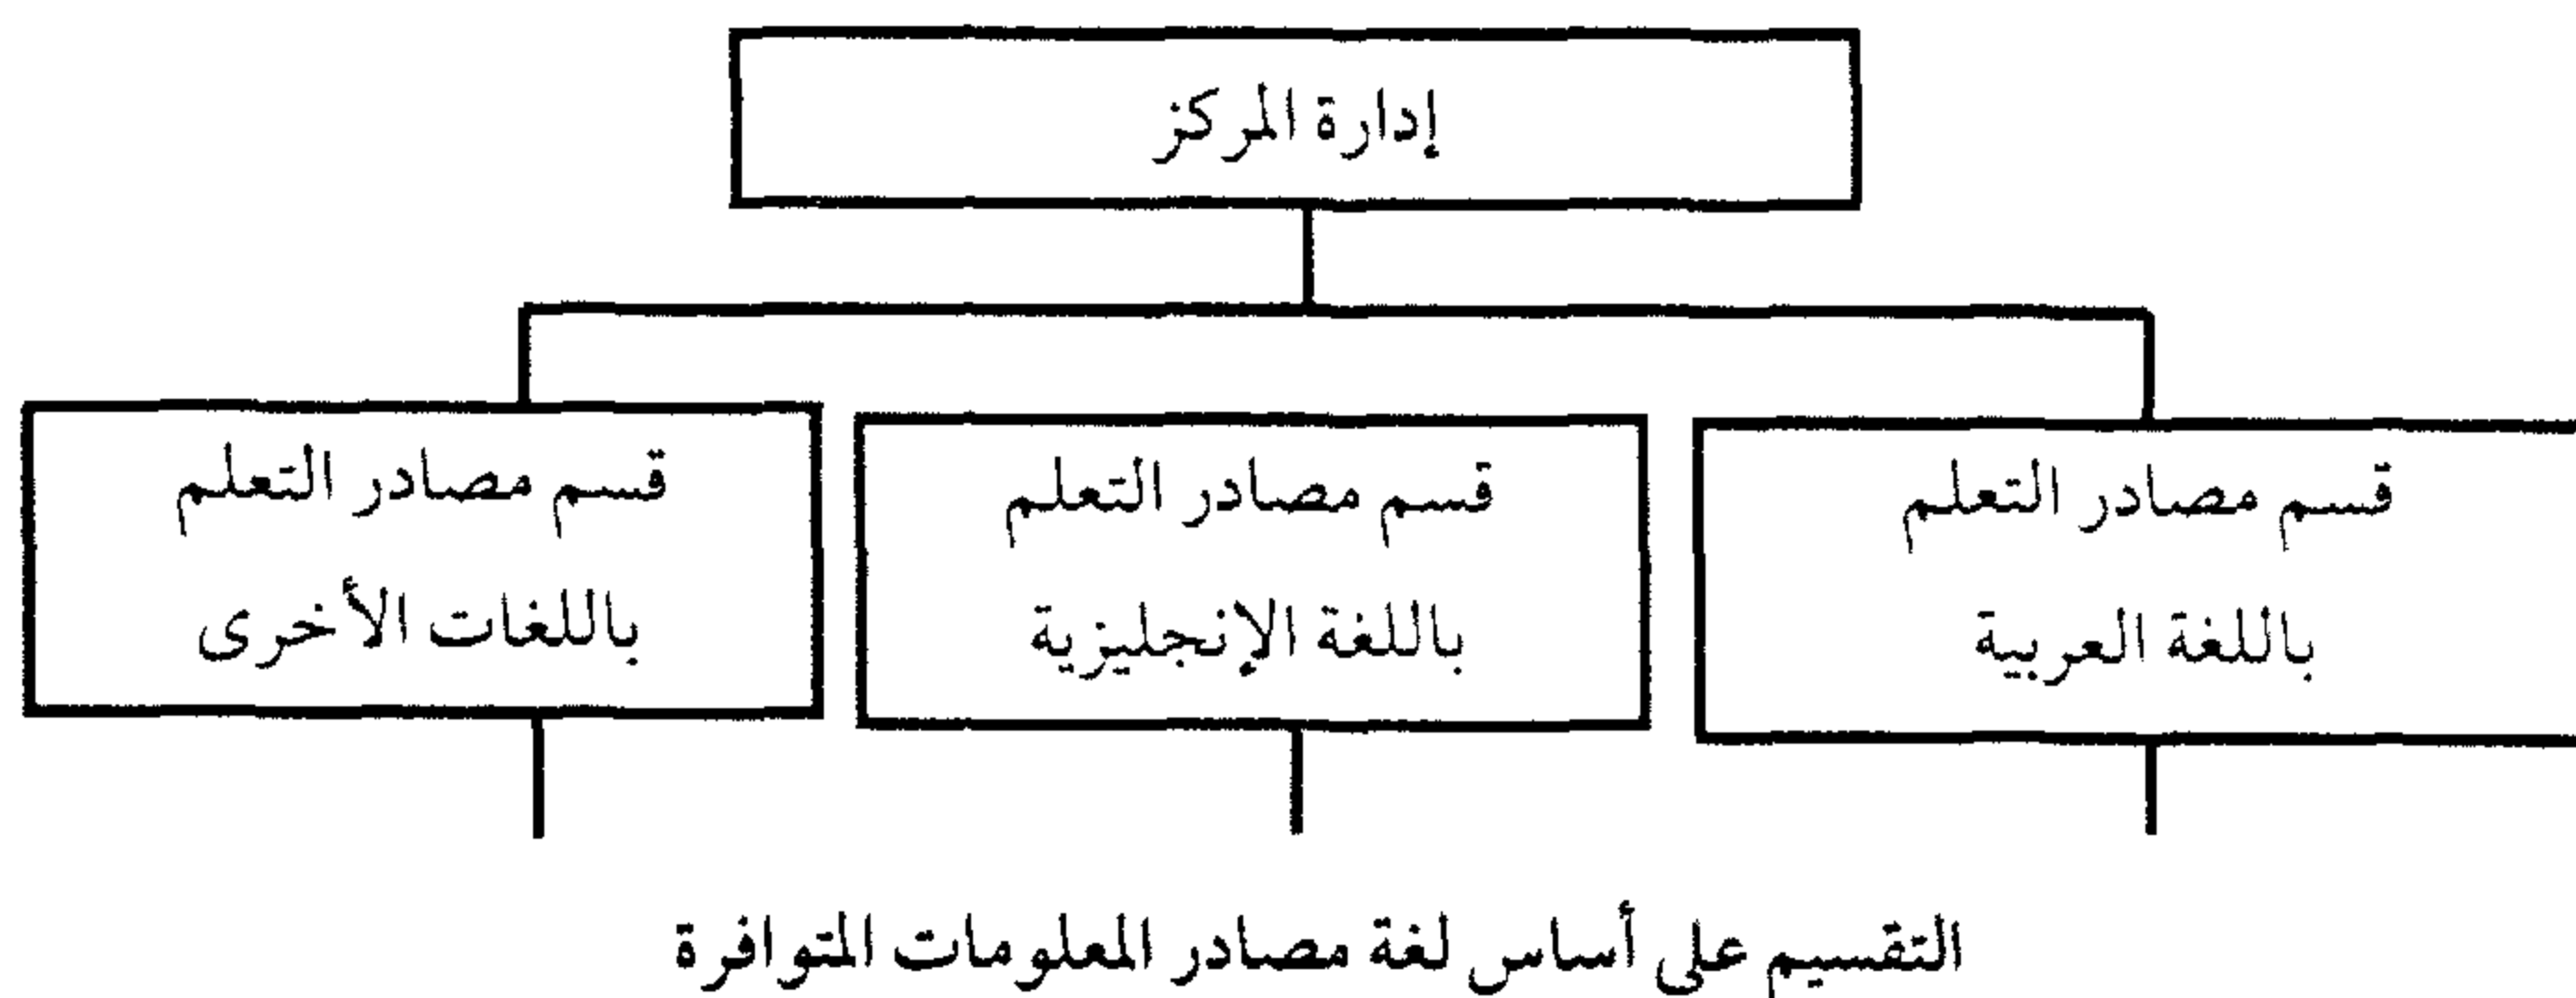 إدارة المركز
قسم مصادر التعلم
باللغة العربية
قسم مصادر التعلم
باللغة الإنجليزية
قسم مصادر التعلم
باللغات الأخرى
التقسيم على أساس لغة مصادر المعلومات المتوافرة